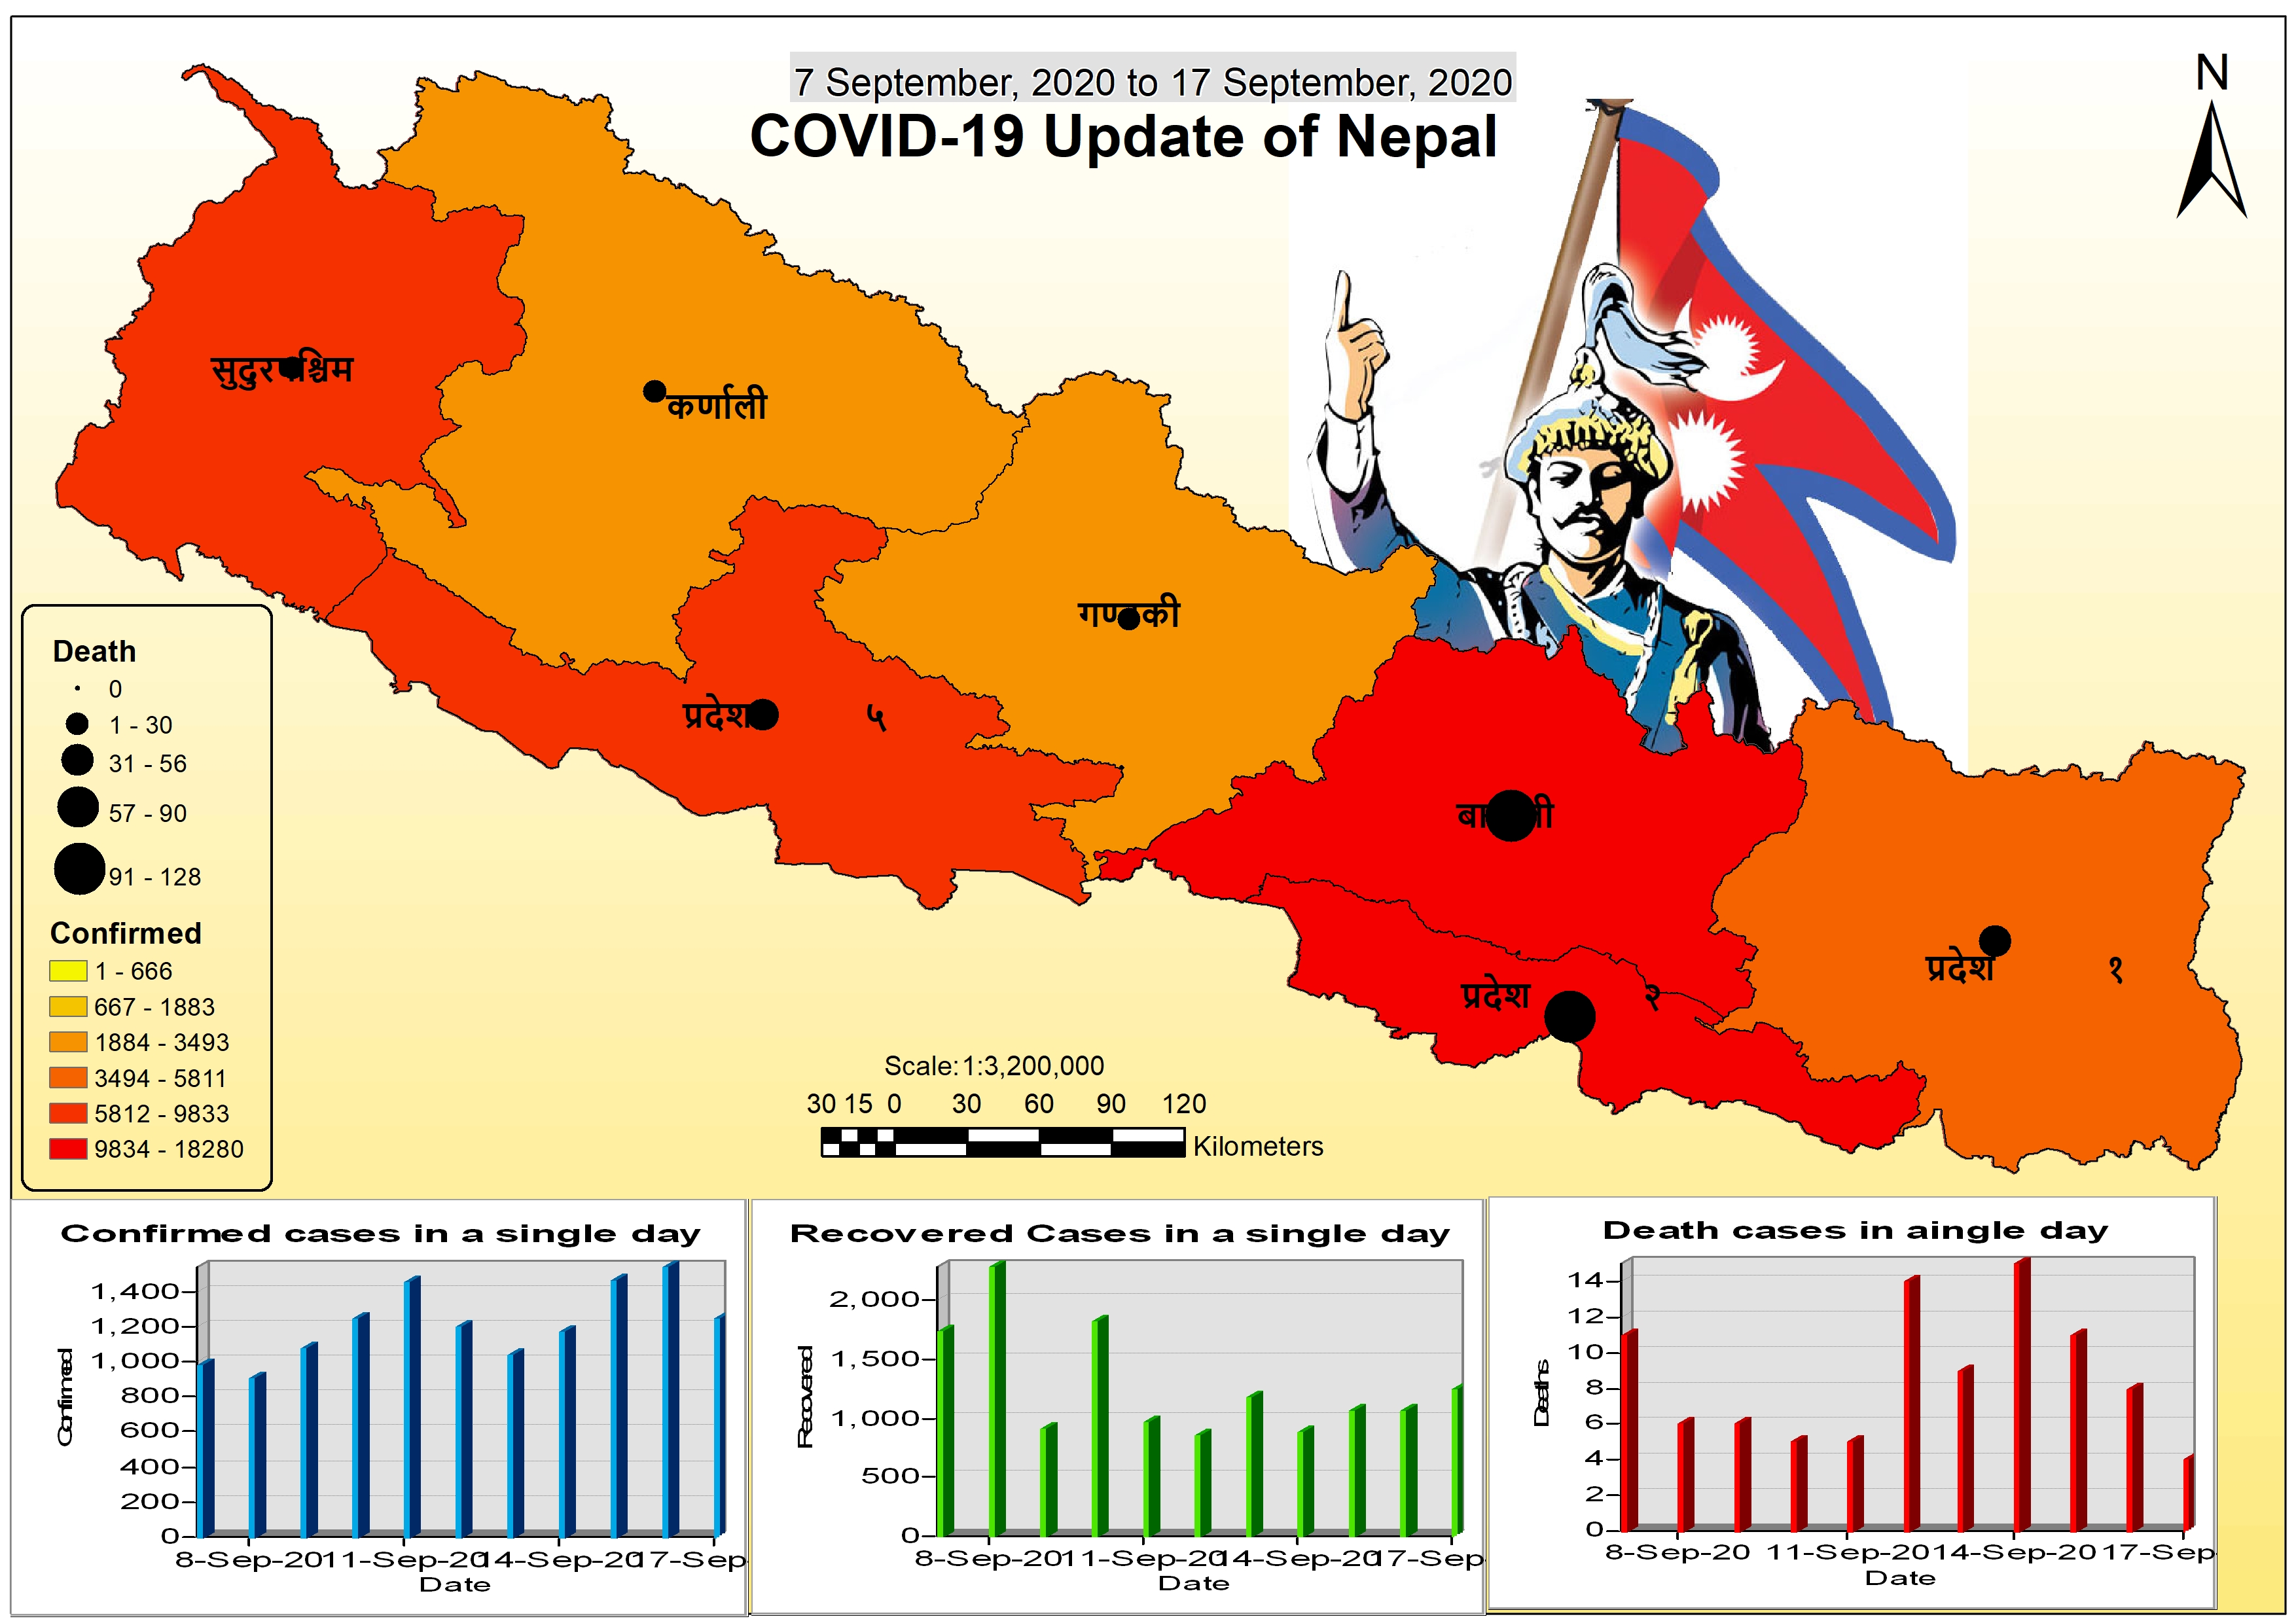 7 September, 2020 to 17 September, 2020
COVID-19 Update of Nepal
N
कर्णाली
प्रदेश ५
प्रदेश १
प्रदेश २
Death
0
1 - 30
31 - 56
57 - 90
91 - 128
Confirmed
1 - 666
667 - 1883
1884 - 3493
3494 - 5811
5812 - 9833
9834 - 18280
Scale: 1:3,200,000
30 15 0 30 60 90 120
Kilometers
Confirmed cases in a single day
1,400
1,200
1,000
800
600
400
200
0
Confirmed
8-Sep-20 11-Sep-20 14-Sep-20 17-Sep-
Date
Recovered Cases in a single day
2,000
1,500
1,000
500
0
Recovered
8-Sep-20 11-Sep-20 14-Sep-20 17-Sep-
Date
Death cases in aingle day
14
12
10
8
6
4
2
0
Deaths
8-Sep-20 11-Sep-20 14-Sep-20 17-Sep-
Date